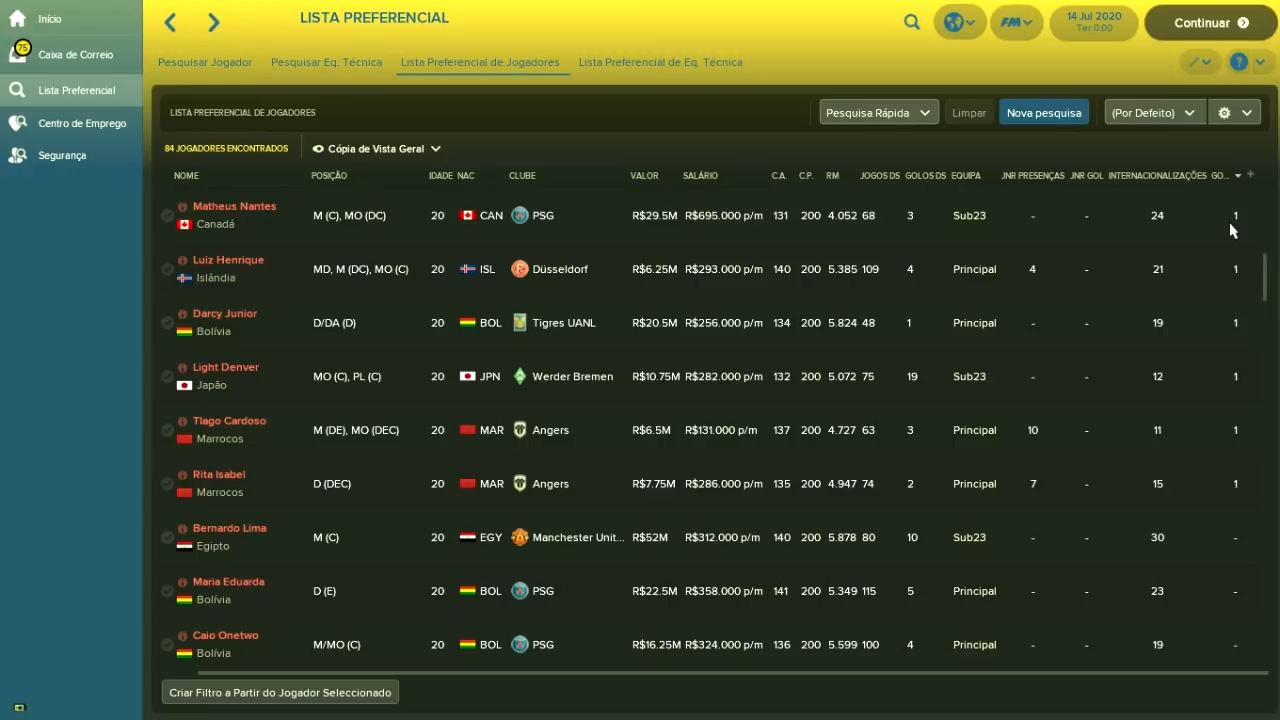 Início
LISTA PREFERENCIAL
14 Jul 2020
Ter 0:00
FM
Continuar
75
Caixa de Correio
Lista Preferencial
Centro de Emprego
Segurança
Pesquisar Jogador
Pesquisar Eq. Técnica
Lista Preferencial de Jogadores
Lista Preferencial de Eq. Técnica
?
LISTA PREFERENCIAL DE JOGADORES
Pesquisa Rápida
Limpar
Nova pesquisa
(Por Defeito)
84 JOGADORES ENCONTRADOS
Cópia de Vista Geral
NOME POSIÇÃO IDADE NAC CLUBE VALOR SALÁRIO C.A. C.P. RM JOGOS DS GOLOS DS EQUIPA JNR PRESENÇAS JNR GOL INTERNACIONALIZAÇÕES GO... +
Matheus Nantes
M (C), MO (DC) 20 CAN PSG R$29.5M R$695.000 p/m 131 200 4.052 68 3 Sub23 - - 24 1
Canadá
Luiz Henrique
MD, M (DC), MO (C) 20 ISL Düsseldorf R$6.25M R$293.000 p/m 140 200 5.385 109 4 Principal 4 - 21 1
Islândia
Darcy Junior
D/DA (D) 20 BOL Tigres UANL R$20.5M R$256.000 p/m 134 200 5.824 48 1 Principal - - 19 1
Bolívia
Light Denver
MO (C), PL (C) 20 JPN Werder Bremen R$10.75M R$282.000 p/m 132 200 5.072 75 19 Sub23 - - 12 1
Japão
Tiago Cardoso
M (DE), MO (DEC) 20 MAR Angers R$6.5M R$131.000 p/m 137 200 4.727 63 3 Principal 10 - 11 1
Marrocos
Rita Isabel
D (DEC) 20 MAR Angers R$7.75M R$286.000 p/m 135 200 4.947 74 2 Principal 7 - 15 1
Marrocos
Bernardo Lima
M (C) 20 EGY Manchester Unit... R$52M R$312.000 p/m 140 200 5.878 80 10 Sub23 - - 30 -
Egipto
Maria Eduarda
D (E) 20 BOL PSG R$22.5M R$358.000 p/m 141 200 5.349 115 5 Principal - - 23 -
Bolívia
Caio Onetwo
M/MO (C) 20 BOL PSG R$16.25M R$324.000 p/m 136 200 5.599 100 4 Principal - - 19 -
Bolívia
Criar Filtro a Partir do Jogador Seleccionado